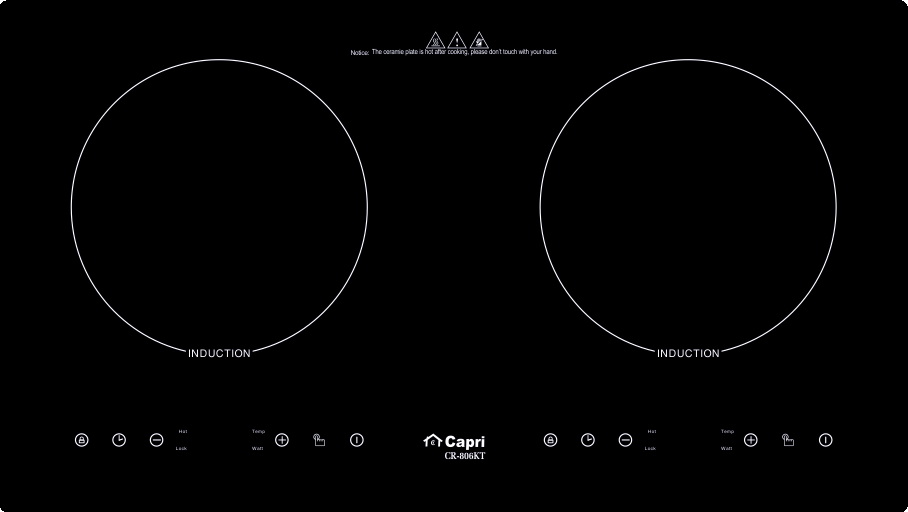 Notice: The ceramie plate is hot after cooking, please don't touch with your hand.
INDUCTION
INDUCTION
Hot
Temp
Lock
Watt
Capri
CR-806KT
Hot
Temp
Lock
Watt